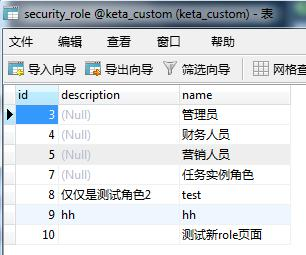 security_role @keta_custom (keta_custom) - 表
文件 编辑 查看 窗口 帮助
导入向导 导出向导 筛选向导 网格查
id description name
3 (Null) 管理员
4 (Null) 财务人员
5 (Null) 营销人员
7 (Null) 任务实例角色
8 仅仅是测试角色2 test
9 hh hh
10 测试新role页面